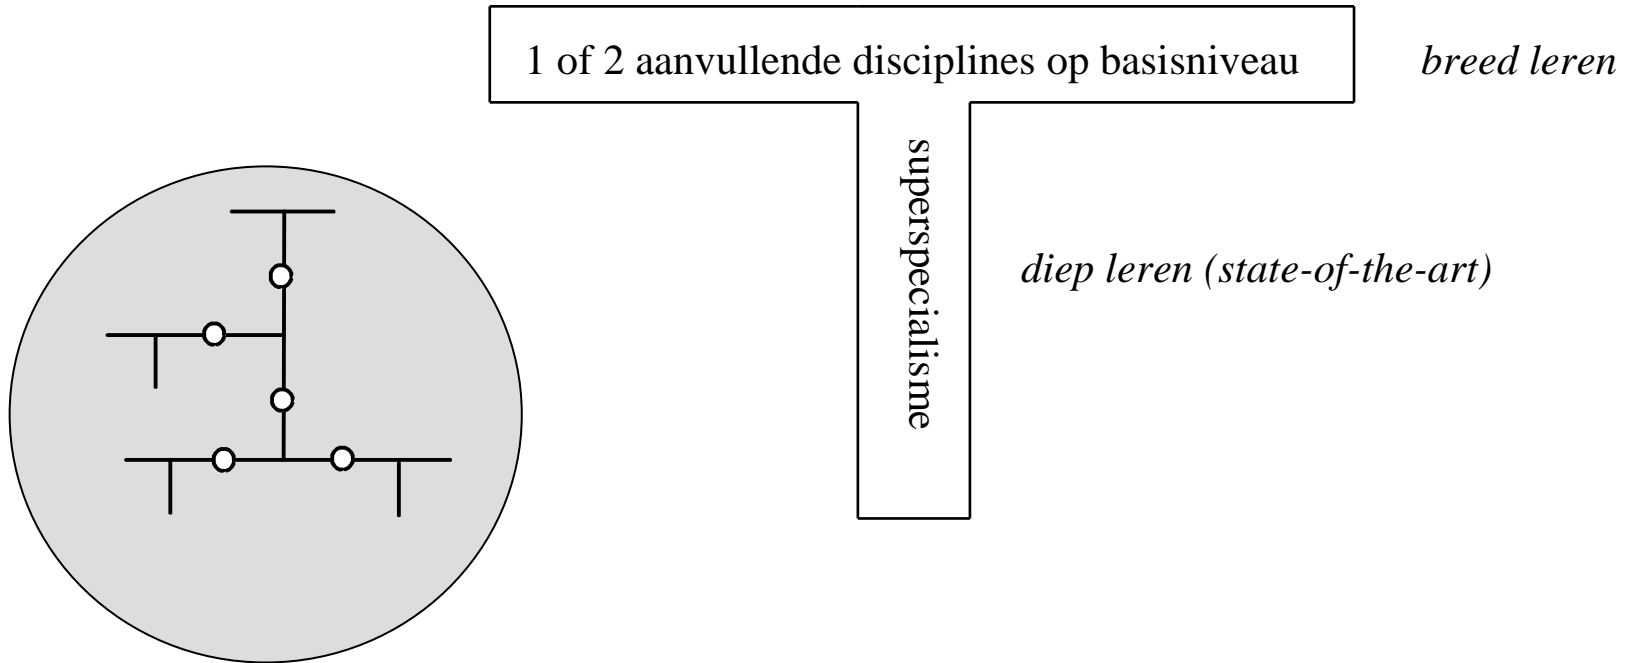 1 of 2 aanvullende disciplines op basisniveau
breed leren
superspecialisme
diep leren (state-of-the-art)